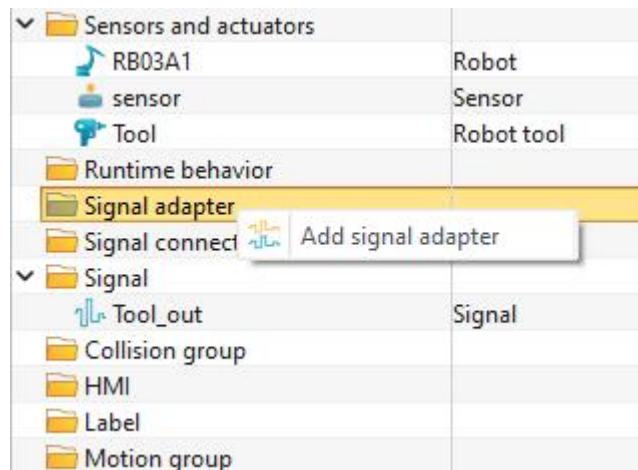 Sensors and actuators
RB03A1 Robot
sensor Sensor
Tool Robot tool
Runtime behavior
Signal adapter
Add signal adapter
Signal connect
Signal
Tool_out Signal
Collision group
HMI
Label
Motion group